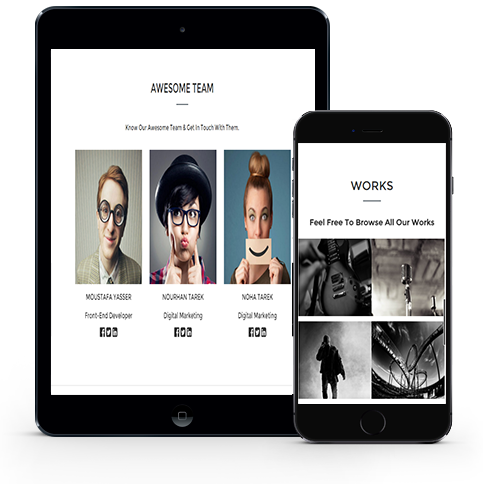 AWESOME TEAM
Know Our Awesome Team & Get In Touch With Them.
MOUSTAFA YASSER
Front-End Developer
NOURHAN TAREK
Digital Marketing
NOHA TAREK
Digital Marketing
WORKS
Feel Free To Browse All Our Works